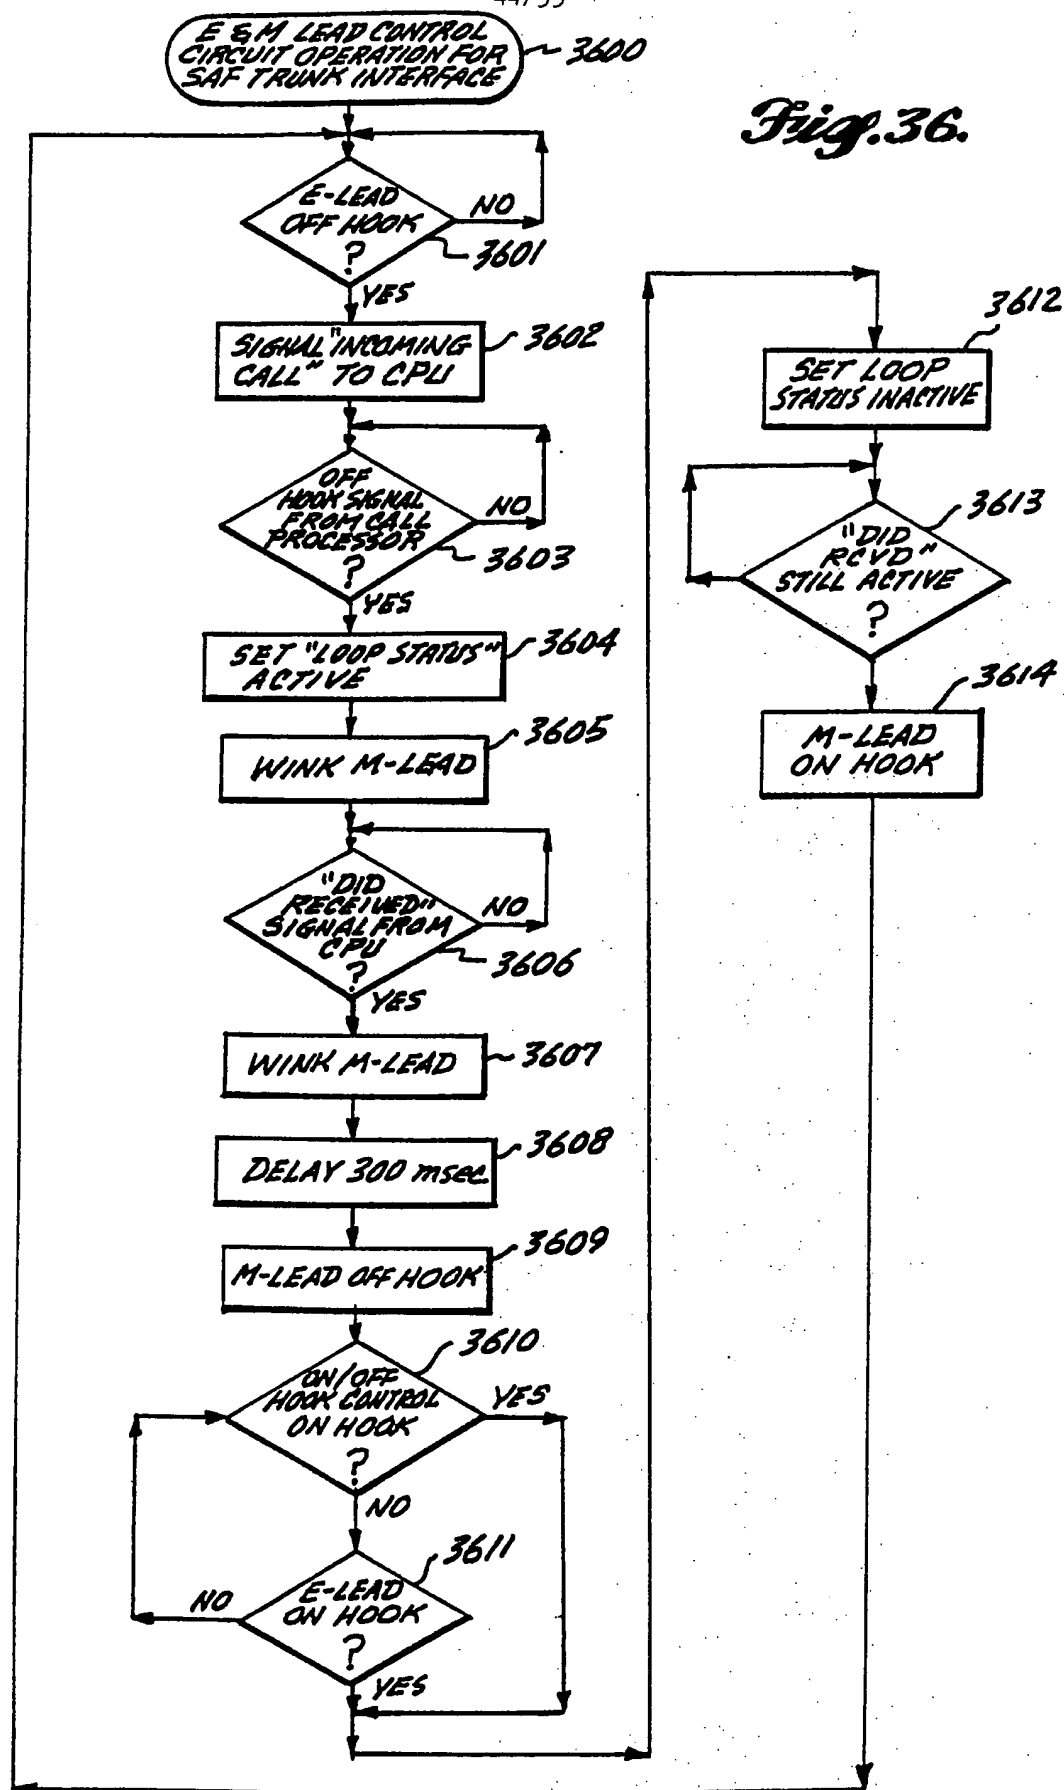 E & M LEAD CONTROL
CIRCUIT OPERATION FOR
SAF TRUNK INTERFACE
3600
Fig. 36.
E-LEAD
OFF HOOK
?
NO
3601
YES
SIGNAL "INCOMING
CALL" TO CPU
3602
OFF
HOOK SIGNAL
FROM CALL
PROCESSOR
?
NO
3603
YES
SET "LOOP STATUS"
ACTIVE
3604
WINK M-LEAD
3605
"DID
RECEIVED"
SIGNAL FROM
CPU
?
NO
3606
YES
WINK M-LEAD
3607
DELAY 300 msec.
3608
M-LEAD OFF HOOK
3609
ON/OFF
HOOK CONTROL
ON HOOK
?
3610
YES
NO
E-LEAD
ON HOOK
?
3611
NO
YES
3612
SET LOOP
STATUS INACTIVE
3613
"DID
RCVD"
STILL ACTIVE
?
3614
M-LEAD
ON HOOK